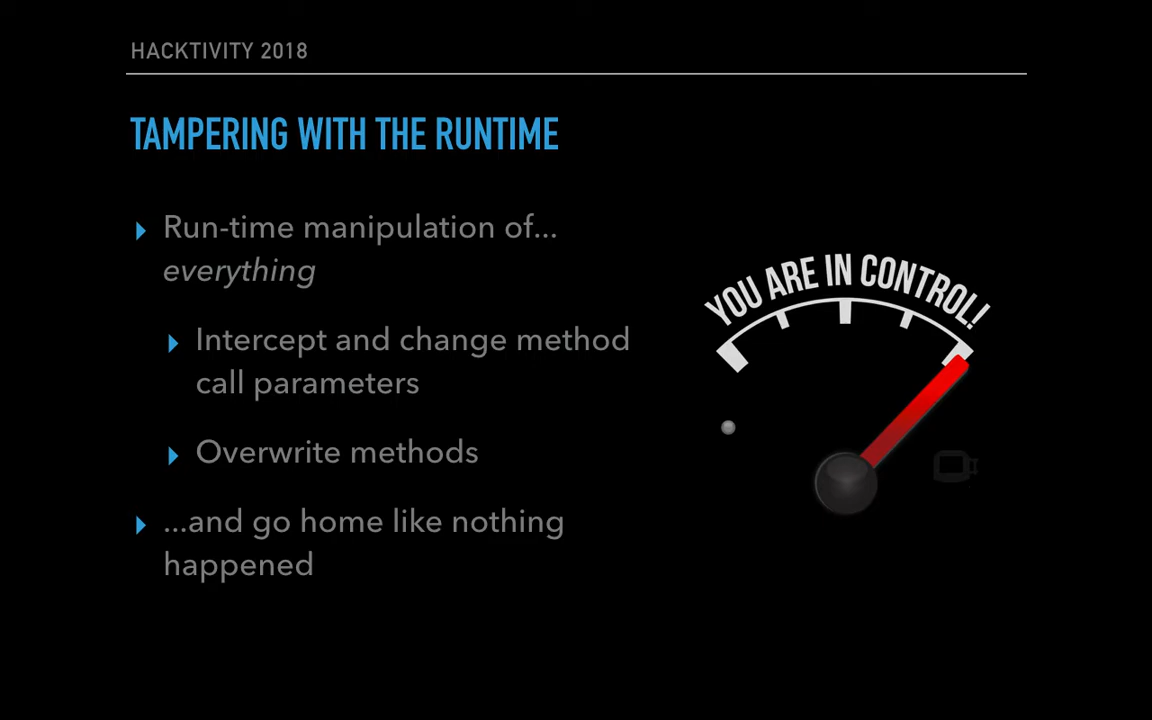 HACKTIVITY 2018
TAMPERING WITH THE RUNTIME
Run-time manipulation of...
everything
Intercept and change method
call parameters
Overwrite methods
...and go home like nothing
happened
YOU ARE IN CONTROL!